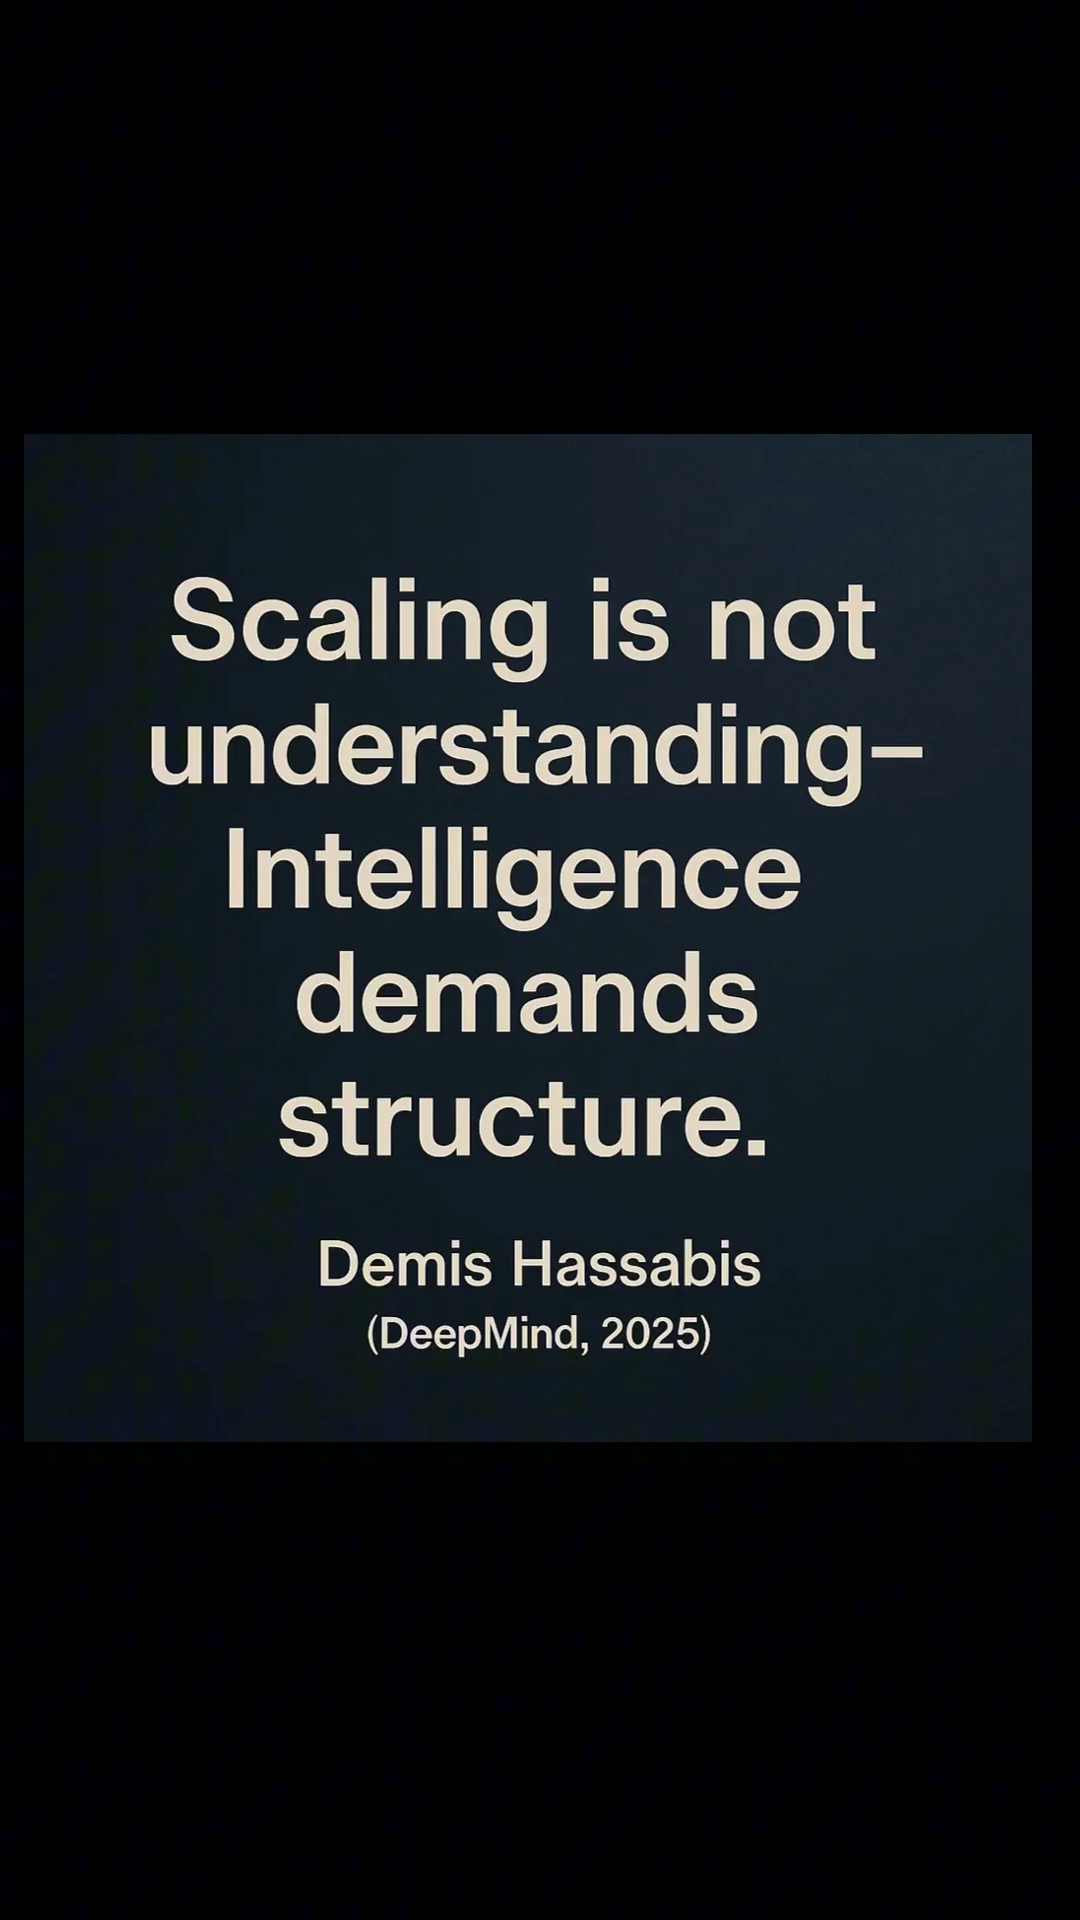 Scaling is not
understanding–
Intelligence
demands
structure.
Demis Hassabis
(DeepMind, 2025)